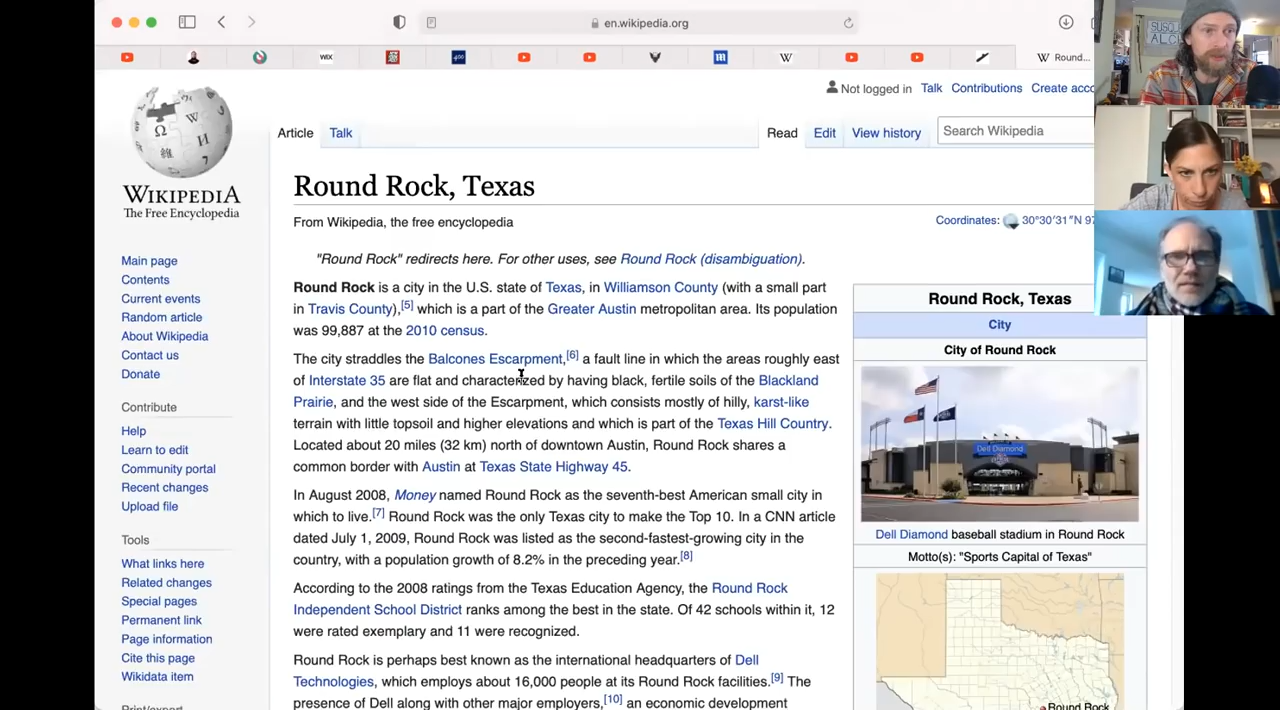 en.wikipedia.org
WIX
400
m
W
W Round...
SUSQU
ALCH
Not logged in Talk Contributions Create acco
Article Talk Read Edit View history Search Wikipedia
WIKIPEDIA
The Free Encyclopedia
Round Rock, Texas
From Wikipedia, the free encyclopedia
Coordinates: 30°30′31″N 97
"Round Rock" redirects here. For other uses, see Round Rock (disambiguation).
Main page
Contents
Current events
Random article
About Wikipedia
Contact us
Donate
Contribute
Help
Learn to edit
Community portal
Recent changes
Upload file
Tools
What links here
Related changes
Special pages
Permanent link
Page information
Cite this page
Wikidata item
Print/export
Round Rock is a city in the U.S. state of Texas, in Williamson County (with a small part
in Travis County),[5] which is a part of the Greater Austin metropolitan area. Its population
was 99,887 at the 2010 census.
The city straddles the Balcones Escarpment,[6] a fault line in which the areas roughly east
of Interstate 35 are flat and characterized by having black, fertile soils of the Blackland
Prairie, and the west side of the Escarpment, which consists mostly of hilly, karst-like
terrain with little topsoil and higher elevations and which is part of the Texas Hill Country.
Located about 20 miles (32 km) north of downtown Austin, Round Rock shares a
common border with Austin at Texas State Highway 45.
In August 2008, Money named Round Rock as the seventh-best American small city in
which to live.[7] Round Rock was the only Texas city to make the Top 10. In a CNN article
dated July 1, 2009, Round Rock was listed as the second-fastest-growing city in the
country, with a population growth of 8.2% in the preceding year.[8]
According to the 2008 ratings from the Texas Education Agency, the Round Rock
Independent School District ranks among the best in the state. Of 42 schools within it, 12
were rated exemplary and 11 were recognized.
Round Rock is perhaps best known as the international headquarters of Dell
Technologies, which employs about 16,000 people at its Round Rock facilities.[9] The
presence of Dell along with other major employers,[10] an economic development
Round Rock, Texas
City
City of Round Rock
Dell Diamond
Dell Diamond baseball stadium in Round Rock
Motto(s): "Sports Capital of Texas"
Round Rock